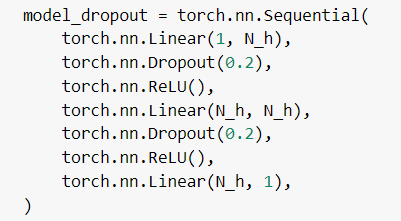 model_dropout = torch.nn.Sequential(
    torch.nn.Linear(1, N_h),
    torch.nn.Dropout(0.2),
    torch.nn.ReLU(),
    torch.nn.Linear(N_h, N_h),
    torch.nn.Dropout(0.2),
    torch.nn.ReLU(),
    torch.nn.Linear(N_h, 1),
)